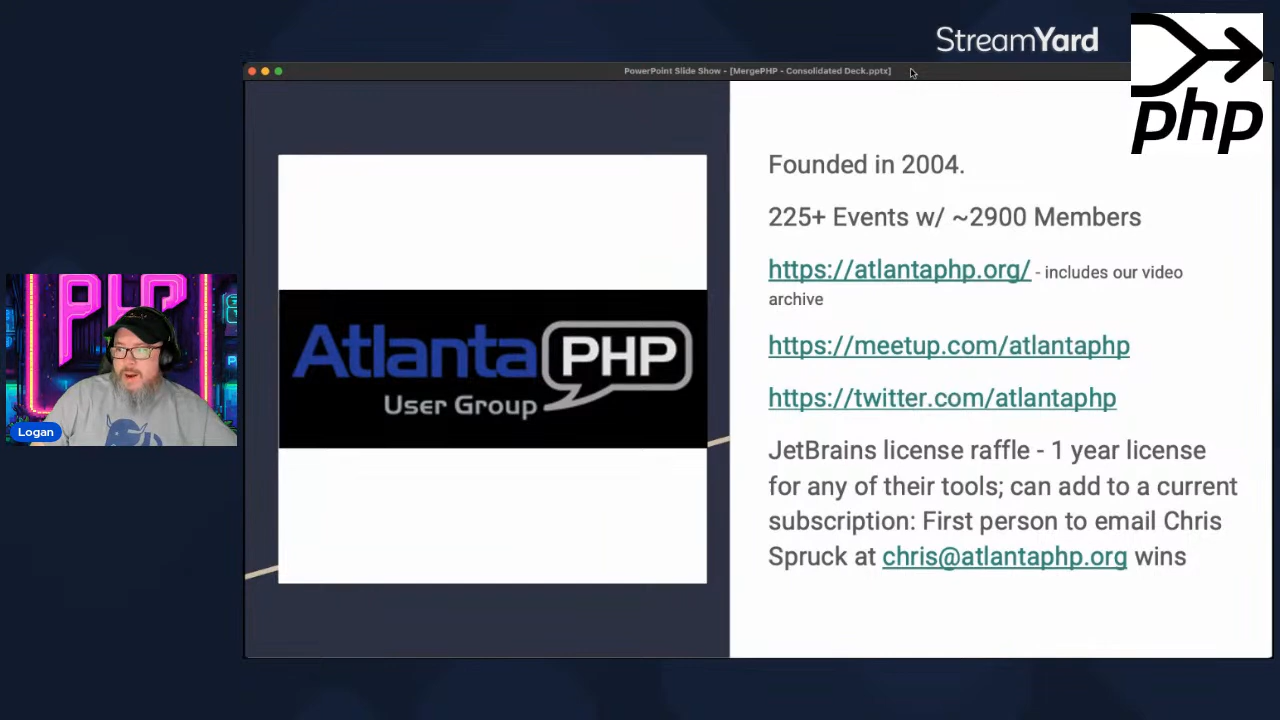 StreamYard
php
PowerPoint Slide Show - [MergePHP - Consolidated Deck.pptx]
Founded in 2004.
225+ Events w/ ~2900 Members
https://atlantaphp.org/ - includes our video
archive
https://meetup.com/atlantaphp
https://twitter.com/atlantaphp
JetBrains license raffle - 1 year license
for any of their tools; can add to a current
subscription: First person to email Chris
Spruck at chris@atlantaphp.org wins
Atlanta PHP
User Group
PHP
Logan